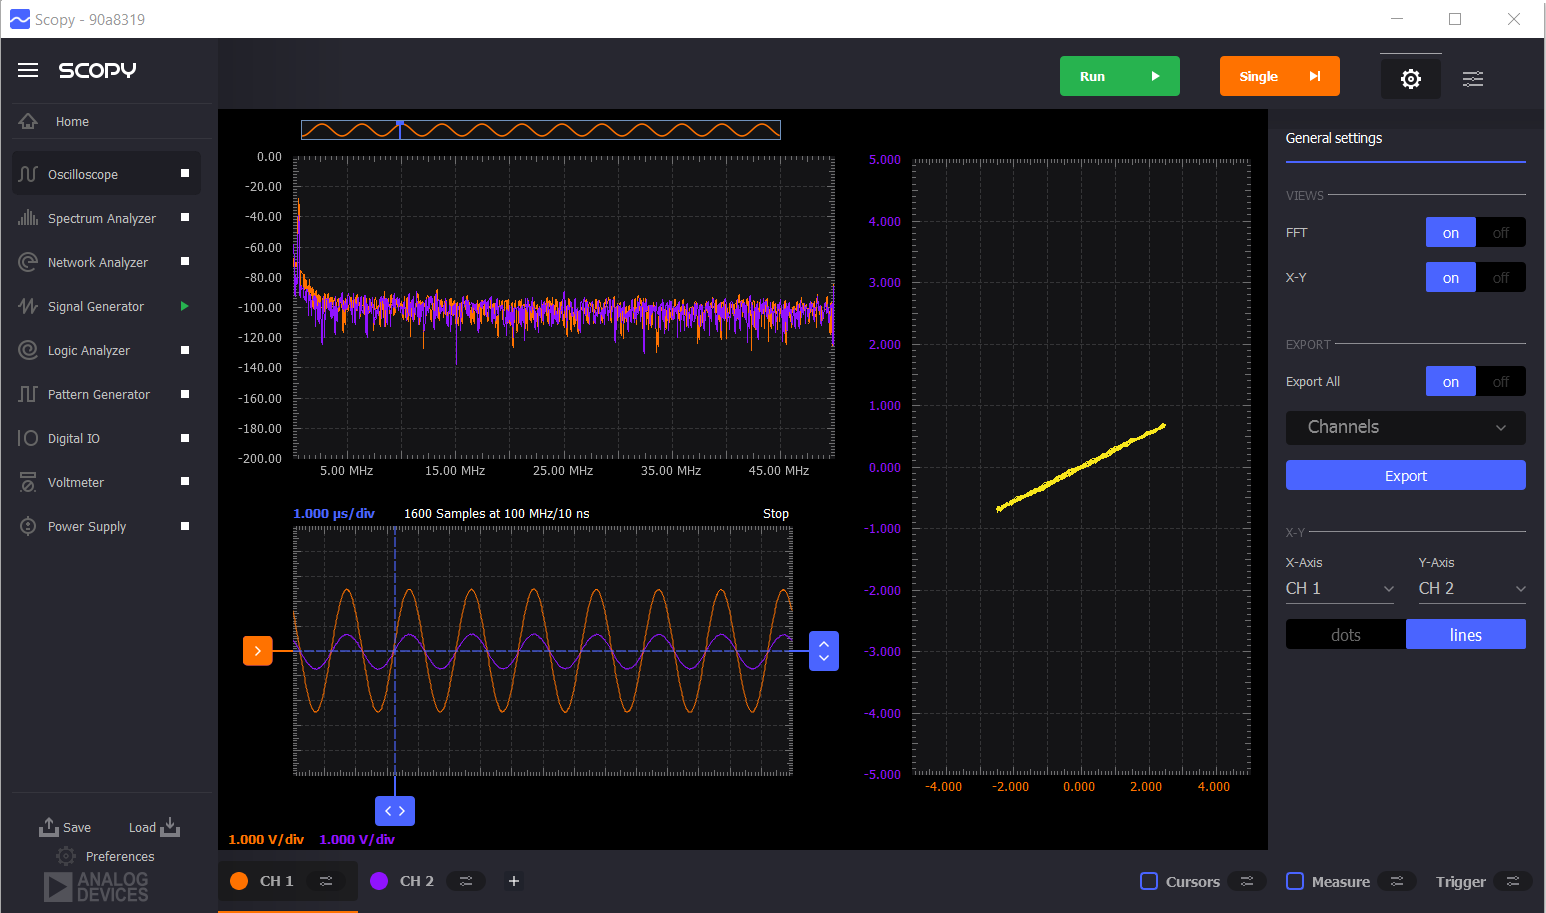 Scopy - 90a8319
SCOPY
Run
Single
Home
Oscilloscope
Spectrum Analyzer
Network Analyzer
Signal Generator
Logic Analyzer
Pattern Generator
Digital IO
Voltmeter
Power Supply
Save
Load
Preferences
ANALOG
DEVICES
0.00
-20.00
-40.00
-60.00
-80.00
-100.00
-120.00
-140.00
-160.00
-180.00
-200.00
5.00 MHz 15.00 MHz 25.00 MHz 35.00 MHz 45.00 MHz
1.000 µs/div 1600 Samples at 100 MHz/10 ns Stop
1.000 V/div 1.000 V/div
5.000
4.000
3.000
2.000
1.000
0.000
-1.000
-2.000
-3.000
-4.000
-5.000
-4.000 -2.000 0.000 2.000 4.000
General settings
VIEWS
FFT on off
X-Y on off
EXPORT
Export All on off
Channels
Export
X-Y
X-Axis Y-Axis
CH 1 CH 2
dots lines
CH 1 CH 2 + Cursors Measure Trigger